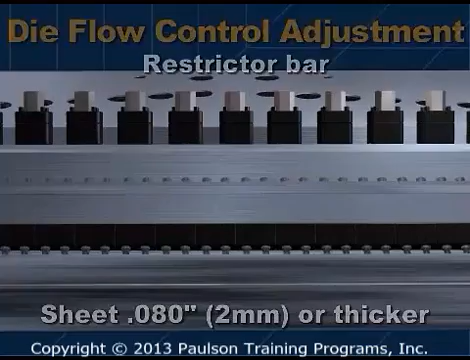 Die Flow Control Adjustment
Restrictor bar
Sheet .080" (2mm) or thicker
Copyright © 2013 Paulson Training Programs, Inc.